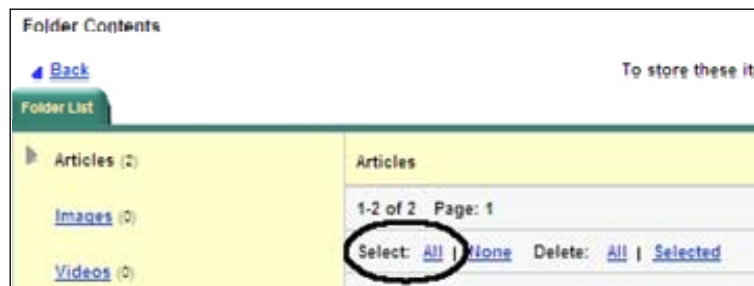 Folder Contents
Back
To store these it
Folder List
Articles (2)
Images (0)
Videos (0)
Articles
1-2 of 2 Page: 1
Select: All | None Delete: All | Selected